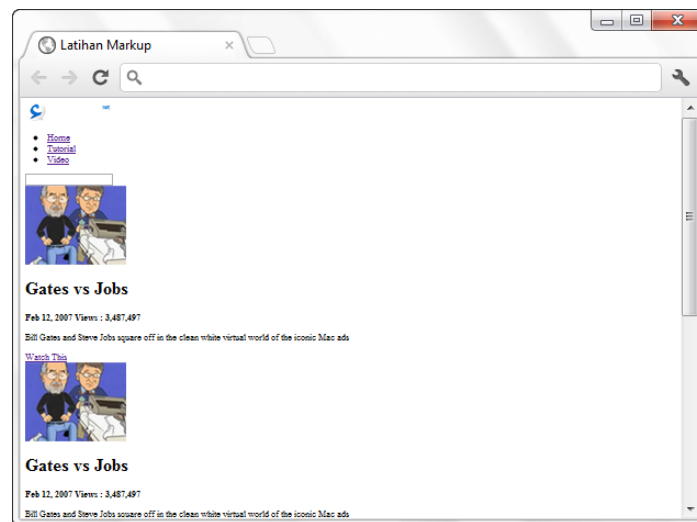 Latihan Markup
net
Home
Tutorial
Video
Gates vs Jobs
Feb 12, 2007 Views : 3,487,497
Bill Gates and Steve Jobs square off in the clean white virtual world of the iconic Mac ads
Watch This
Gates vs Jobs
Feb 12, 2007 Views : 3,487,497
Bill Gates and Steve Jobs square off in the clean white virtual world of the iconic Mac ads